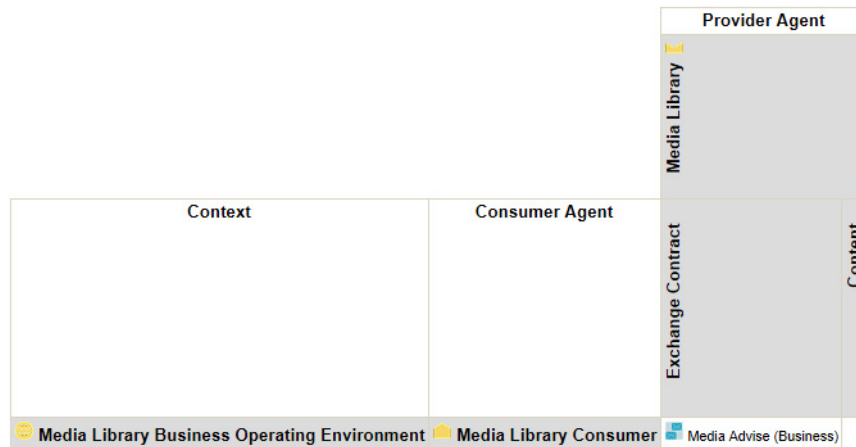 Provider Agent
Media Library
Context
Consumer Agent
Exchange Contract
Content
Media Library Business Operating Environment
Media Library Consumer
Media Advise (Business)